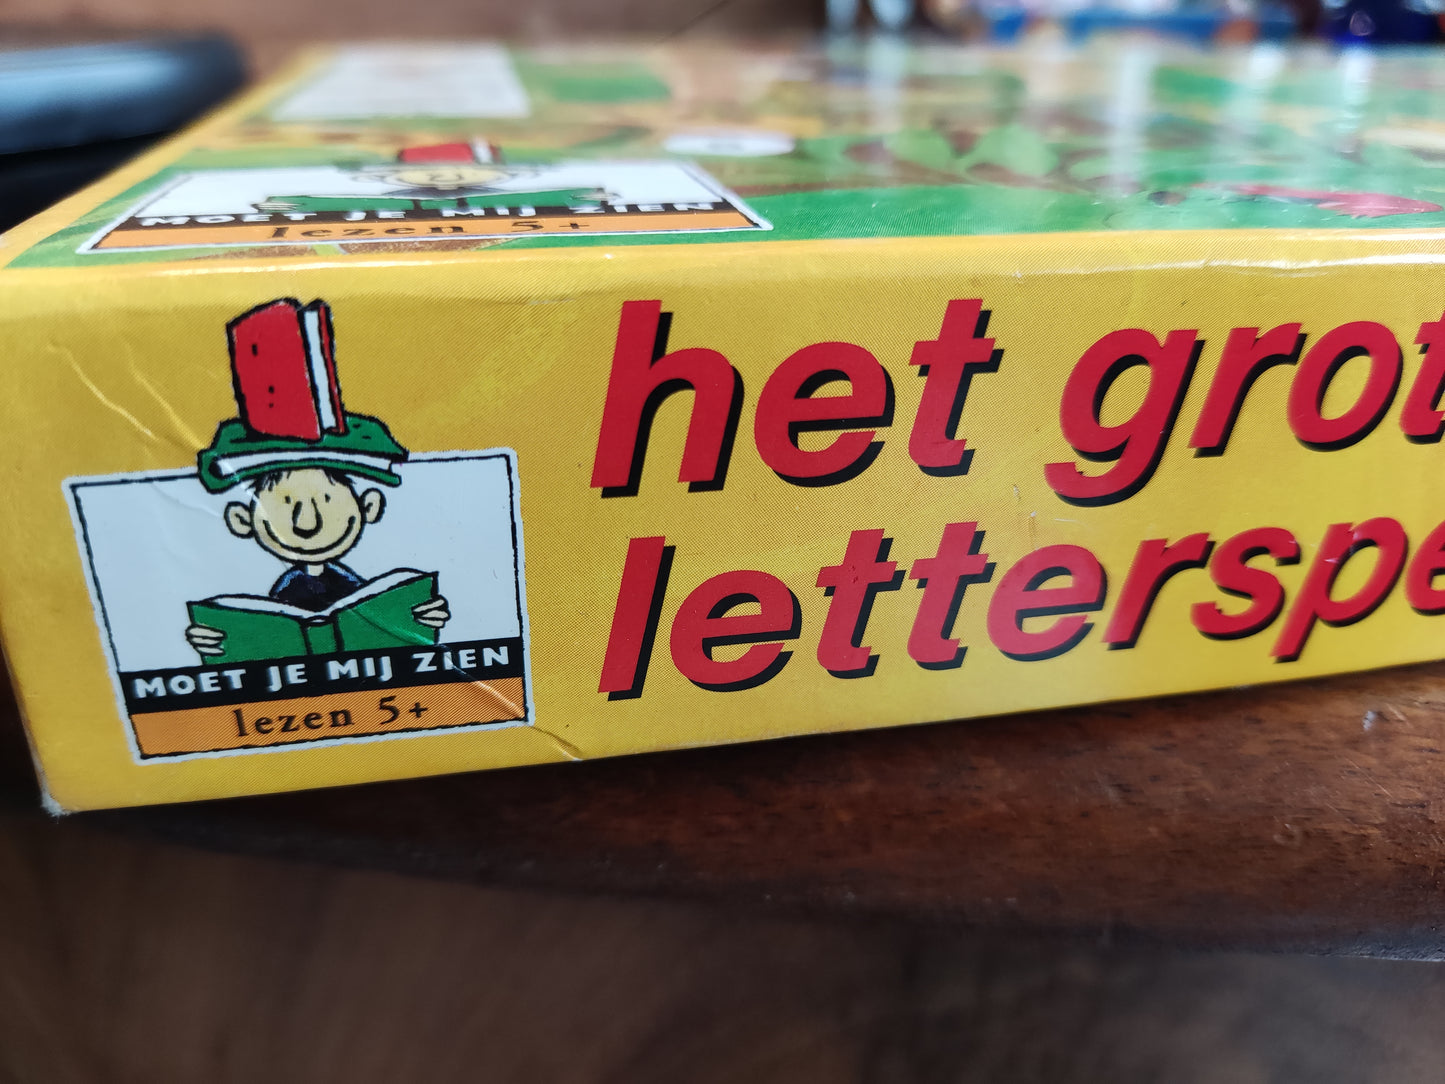 MOET JE MIJ ZIEN
lezen 5+
het grot
letterspe
MOET JE MIJ ZIEN
lezen 5+